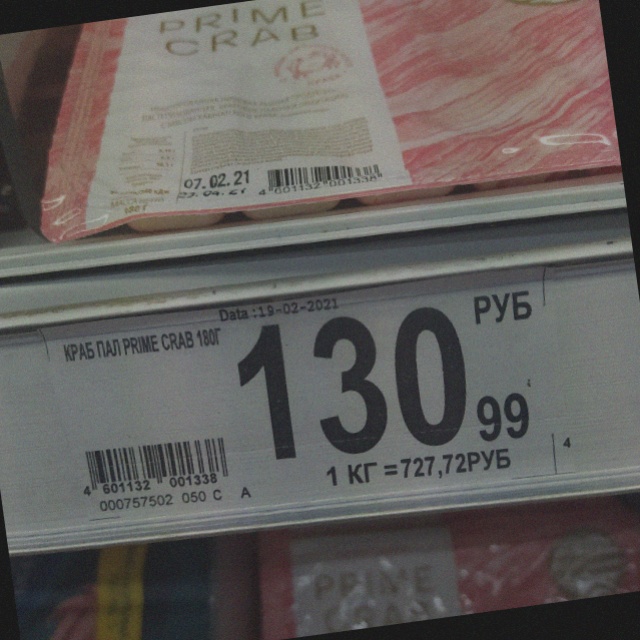 PRIME
CRAB
07.02.21
4 601132 001338
Data :19-02-2021
КРАБ ПАЛ PRIME CRAB 180Г
130
РУБ
99
1 КГ =727,72РУБ
4
4 601132 001338
000757502 050 C A
PRIME
CRAB